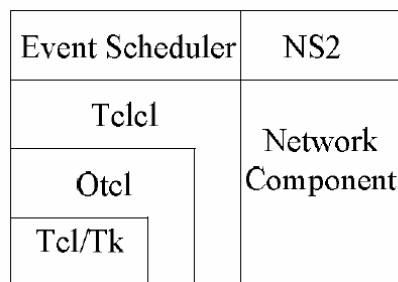 Event Scheduler
NS2
Tclcl
Network
Component
Otcl
Tcl/Tk